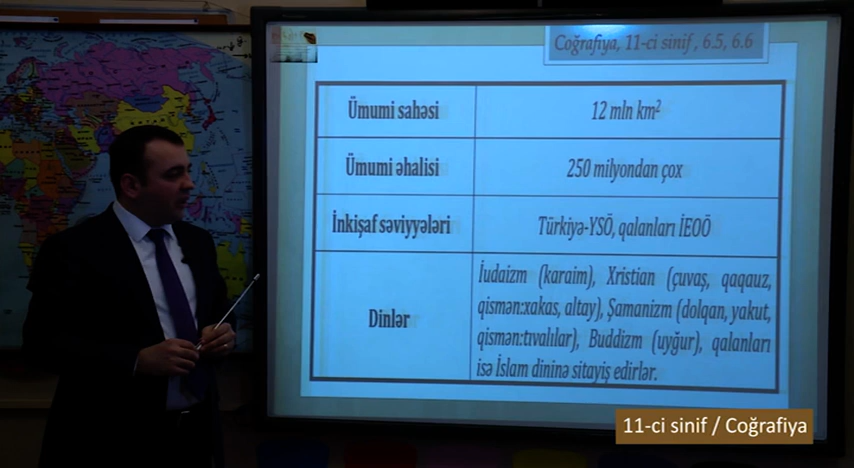 Coğrafiya, 11-ci sinif , 6.5, 6.6
Ümumi sahəsi
12 mln km²
Ümumi əhalisi
250 milyondan çox
İnkişaf səviyyələri
Türkiyə-YSÖ, qalanları İEOÖ
Dinlər
İudaizm (karaim), Xristian (çuvaş, qaqauz,
qismən:xakas, altay), Şamanizm (dolqan, yakut,
qismən:tıvalılar), Buddizm (uyğur), qalanları
isə İslam dininə sitayiş edirlər.
11-ci sinif / Coğrafiya